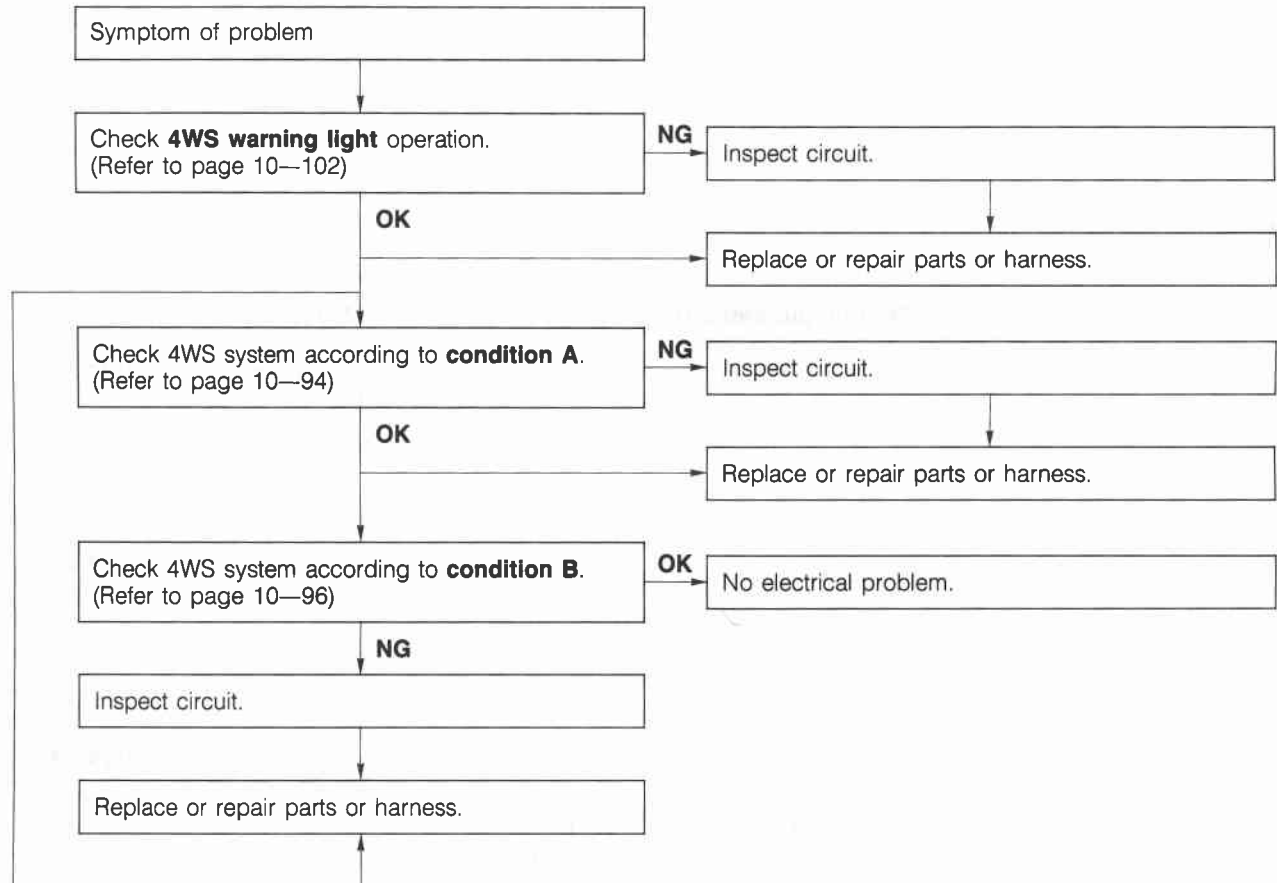 Symptom of problem
Check 4WS warning light operation.
(Refer to page 10—102)
NG
Inspect circuit.
OK
Replace or repair parts or harness.
Check 4WS system according to condition A.
(Refer to page 10—94)
NG
Inspect circuit.
OK
Replace or repair parts or harness.
Check 4WS system according to condition B.
(Refer to page 10—96)
OK
No electrical problem.
NG
Inspect circuit.
Replace or repair parts or harness.